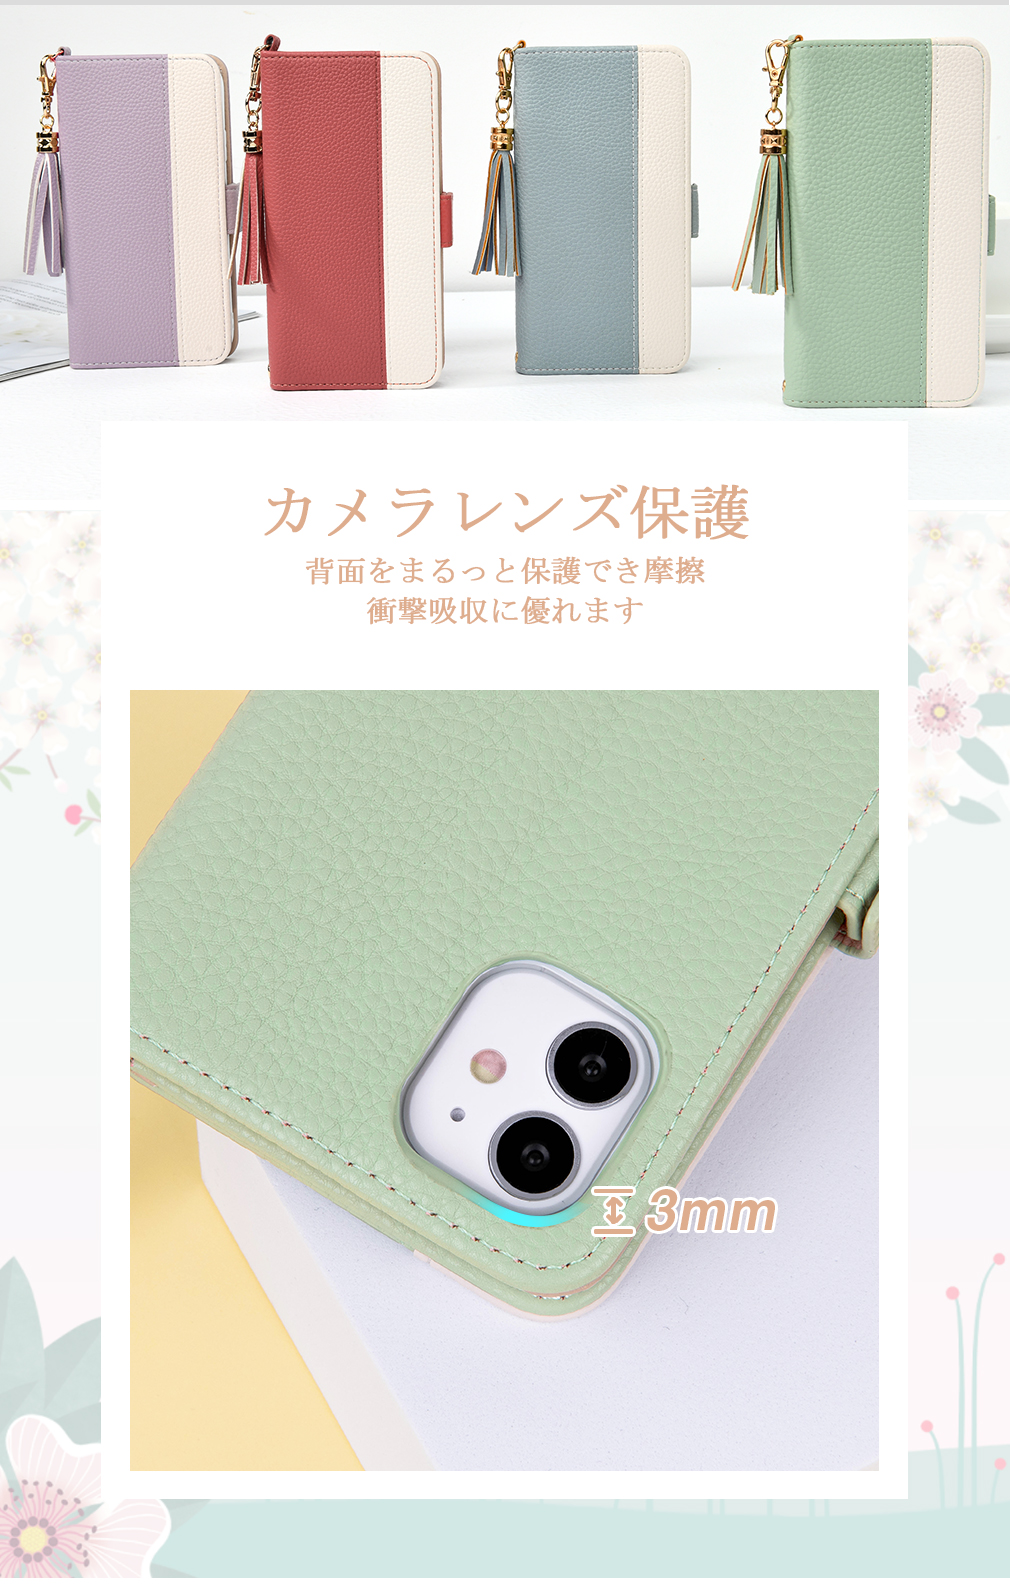 カメラレンズ保護
背面をまるっと保護でき摩擦
衝撃吸収に優れます
3mm